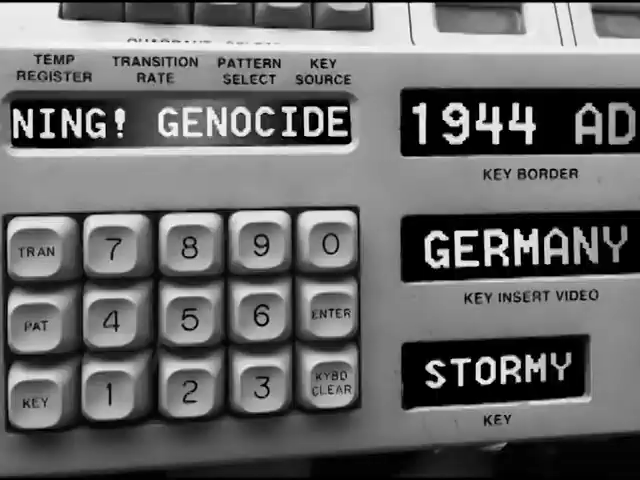 TEMP REGISTER
TRANSITION RATE
PATTERN SELECT
KEY SOURCE
NING! GENOCIDE
1944 AD
KEY BORDER
GERMANY
KEY INSERT VIDEO
STORMY
KEY
TRAN 7 8 9 0
PAT 4 5 6 ENTER
KEY 1 2 3 KYBD CLEAR